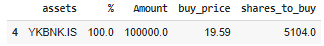 assets % Amount buy_price shares_to_buy
4 YKBNK.IS 100.0 100000.0 19.59 5104.0